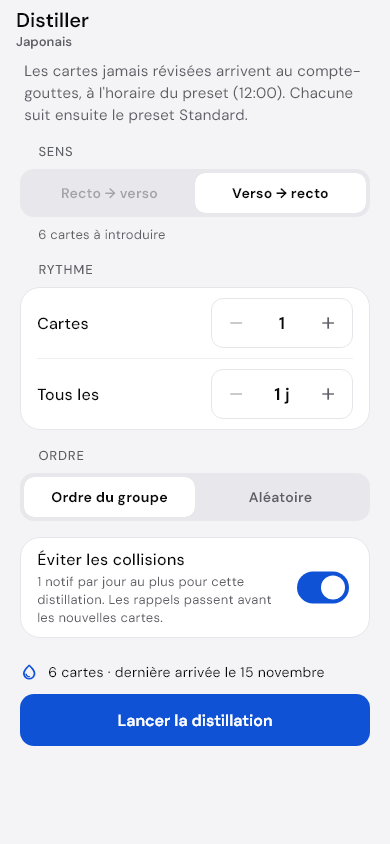 Distiller
Japonais
Les cartes jamais révisées arrivent au compte-
gouttes, à l'horaire du preset (12:00). Chacune
suit ensuite le preset Standard.
SENS
Recto → verso
Verso → recto
6 cartes à introduire
RYTHME
Cartes
− 1 +
Tous les
− 1 j +
ORDRE
Ordre du groupe
Aléatoire
Éviter les collisions
1 notif par jour au plus pour cette
distillation. Les rappels passent avant
les nouvelles cartes.
6 cartes · dernière arrivée le 15 novembre
Lancer la distillation